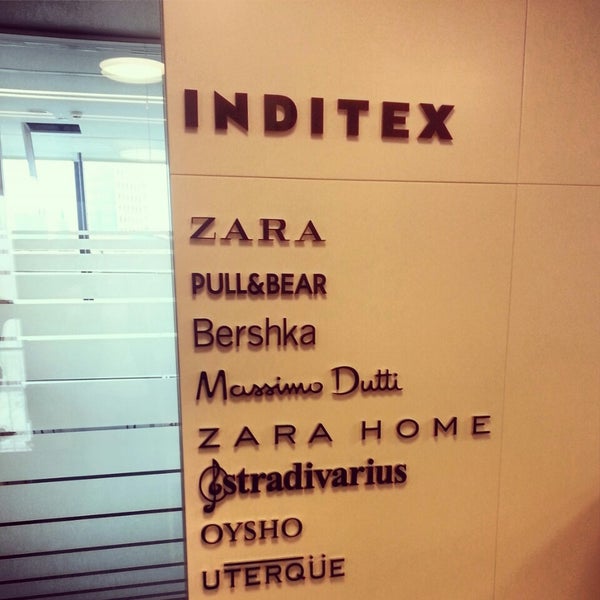 INDITEX
ZARA
PULL&BEAR
Bershka
Massimo Dutti
ZARA HOME
stradivarius
OYSHO
UTERQÜE